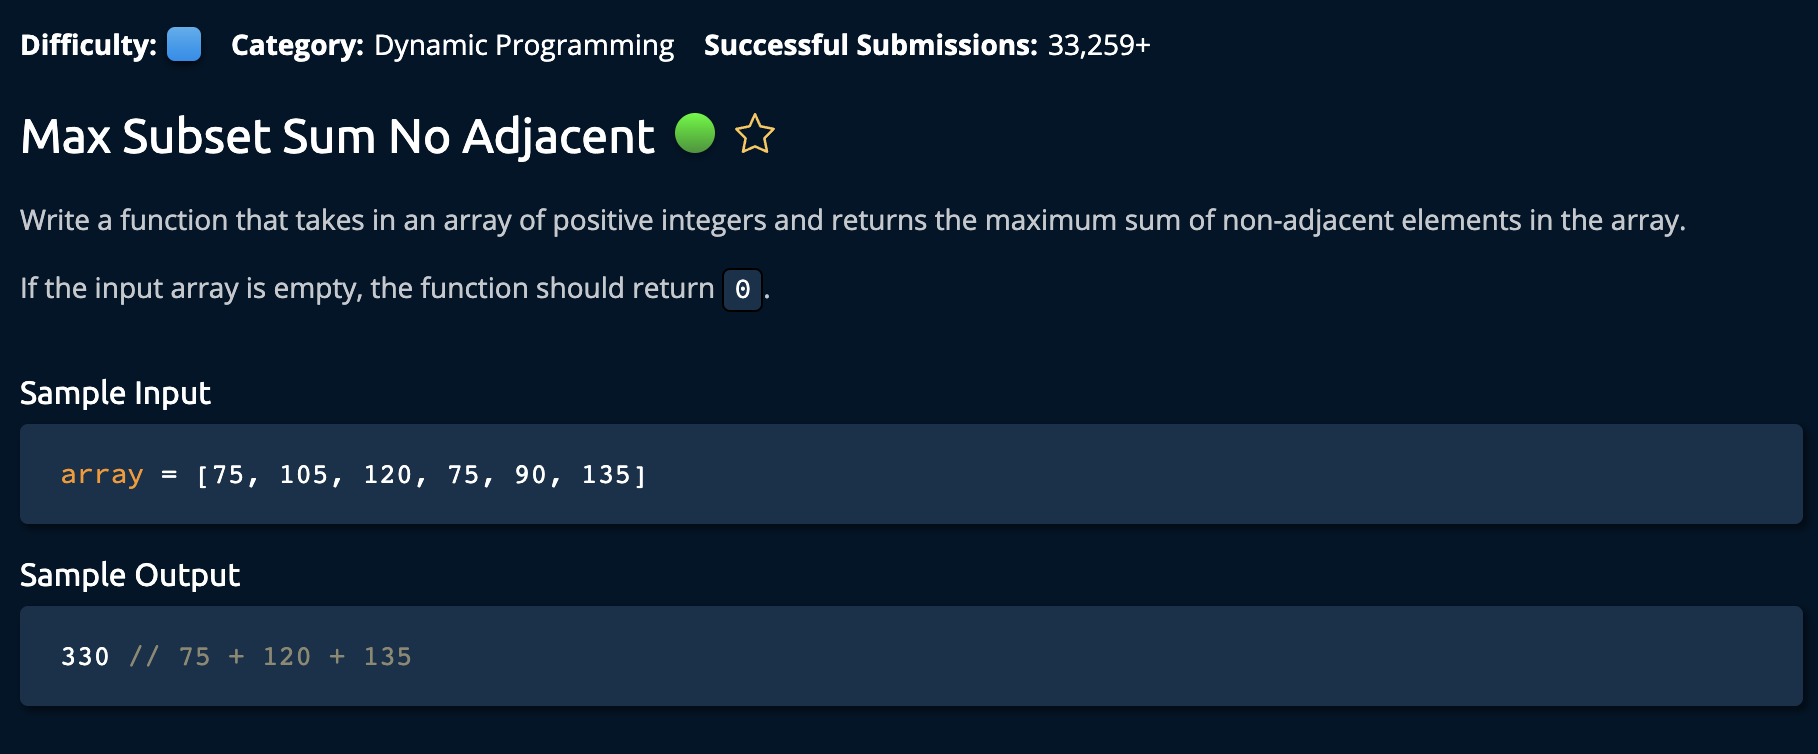 Difficulty: Category: Dynamic Programming Successful Submissions: 33,259+
Max Subset Sum No Adjacent
Write a function that takes in an array of positive integers and returns the maximum sum of non-adjacent elements in the array.
If the input array is empty, the function should return 0.
Sample Input
array = [75, 105, 120, 75, 90, 135]
Sample Output
330 // 75 + 120 + 135